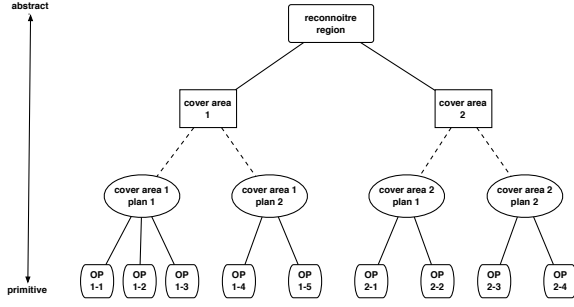 abstract
reconnoitre
region
cover area
1
cover area
2
cover area 1
plan 1
cover area 1
plan 2
cover area 2
plan 1
cover area 2
plan 2
OP
1-1
OP
1-2
OP
1-3
OP
1-4
OP
1-5
OP
2-1
OP
2-2
OP
2-3
OP
2-4
primitive